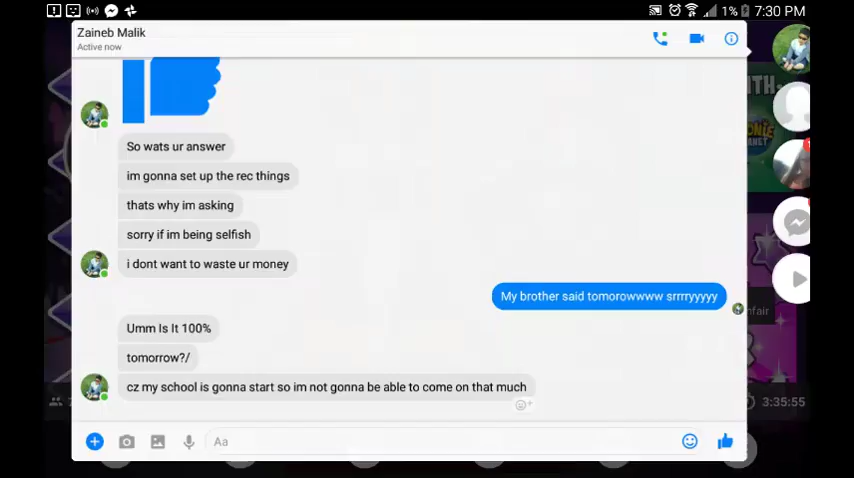 1% 7:30 PM
Zaineb Malik
Active now
So wats ur answer
im gonna set up the rec things
thats why im asking
sorry if im being selfish
i dont want to waste ur money
My brother said tomorowwww srrrryyyyy
Umm Is It 100%
tomorrow?/
cz my school is gonna start so im not gonna be able to come on that much
Aa
3:35:55